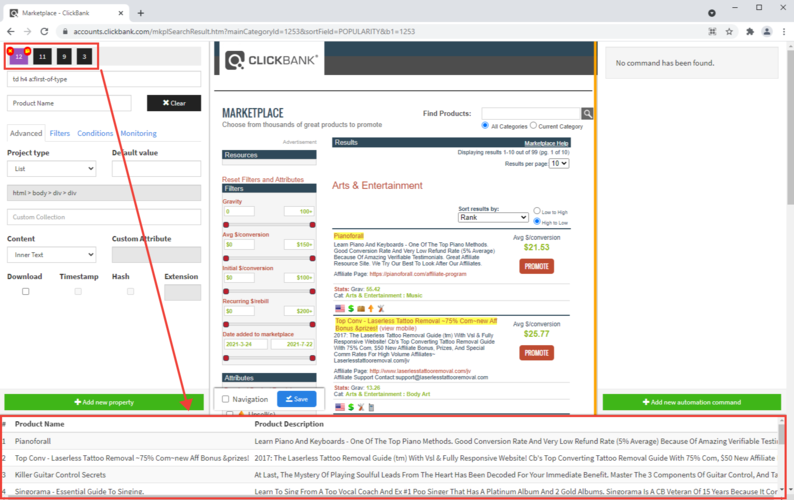 Marketplace - ClickBank
accounts.clickbank.com/mkplSearchResult.htm?mainCategoryId=1253&sortField=POPULARITY&b1=1253
12
11
9
3
td h4 a:first-of-type
Product Name
Clear
Advanced
Filters
Conditions
Monitoring
Project type
Default value
List
html > body > div > div
Custom Collection
Content
Custom Attribute
Inner Text
Download
Timestamp
Hash
Extension
Add new property
CLICKBANK®
MARKETPLACE
Choose from thousands of great products to promote
Find Products:
All Categories
Current Category
Advertisement
Resources
Reset Filters and Attributes
Filters
Gravity
0
100+
Avg $/conversion
$0
$150+
Initial $/conversion
$0
$100+
Recurring $/rebill
$0
$200+
Date added to marketplace
2021-3-24
2021-7-22
Attributes
Navigation
Save
Results
Marketplace Help
Displaying results 1-10 out of 99 (pg. 1 of 10)
Results per page: 10
Arts & Entertainment
Sort results by:
Rank
Low to High
High to Low
Pianoforall
Learn Piano And Keyboards - One Of The Top Piano Methods.
Good Conversion Rate And Very Low Refund Rate (5% Average)
Because Of Amazing Verifiable Testimonials. Great Affiliate
Resource Site. We Try Our Best To Look After Our Affiliates.
Affiliate Page: https://pianoforall.com/affiliate-program
Avg $/conversion
$21.53
PROMOTE
Stats: Grav: 56.42
Cat: Arts & Entertainment : Music
Top Conv - Laserless Tattoo Removal ~75% Com~new Aff
Bonus &prizes! (view mobile)
2017: The Laserless Tattoo Removal Guide (tm) With Vsl & Fully
Responsive Website! Cb's Top Converting Tattoo Removal Guide
With 75% Com, $50 New Affiliate Bonus, Prizes, And Special
Comm Rates For High Volume Affiliates~
Laserlesstattooremoval.com/jv
Affiliate Page: http://www.laserlesstattooremoval.com/jv
Affiliate Support Contact support@laserlesstattooremoval.com
Avg $/conversion
$25.77
PROMOTE
Stats: Grav: 13.26
Cat: Arts & Entertainment : Body Art
No command has been found.
Add new automation command
# Product Name Product Description
1 Pianoforall Learn Piano And Keyboards - One Of The Top Piano Methods. Good Conversion Rate And Very Low Refund Rate (5% Average) Because Of Amazing Verifiable Testi
2 Top Conv - Laserless Tattoo Removal ~75% Com~new Aff Bonus &prizes! 2017: The Laserless Tattoo Removal Guide (tm) With Vsl & Fully Responsive Website! Cb's Top Converting Tattoo Removal Guide With 75% Com, $50 New Affiliate
3 Killer Guitar Control Secrets At Last, The Mystery Of Playing Soulful Leads From The Heart Has Been Decoded For Your Immediate Benefit. Master The 3 Components Of Guitar Control, And Ta
4 Singorama - Essential Guide To Singing. Learn To Sing From A Top Vocal Coach And Ex #1 Pop Singer That Has A Platinum Album And 2 Gold Albums. Singorama Is A CB Veteran Of 15 Years Because It Con